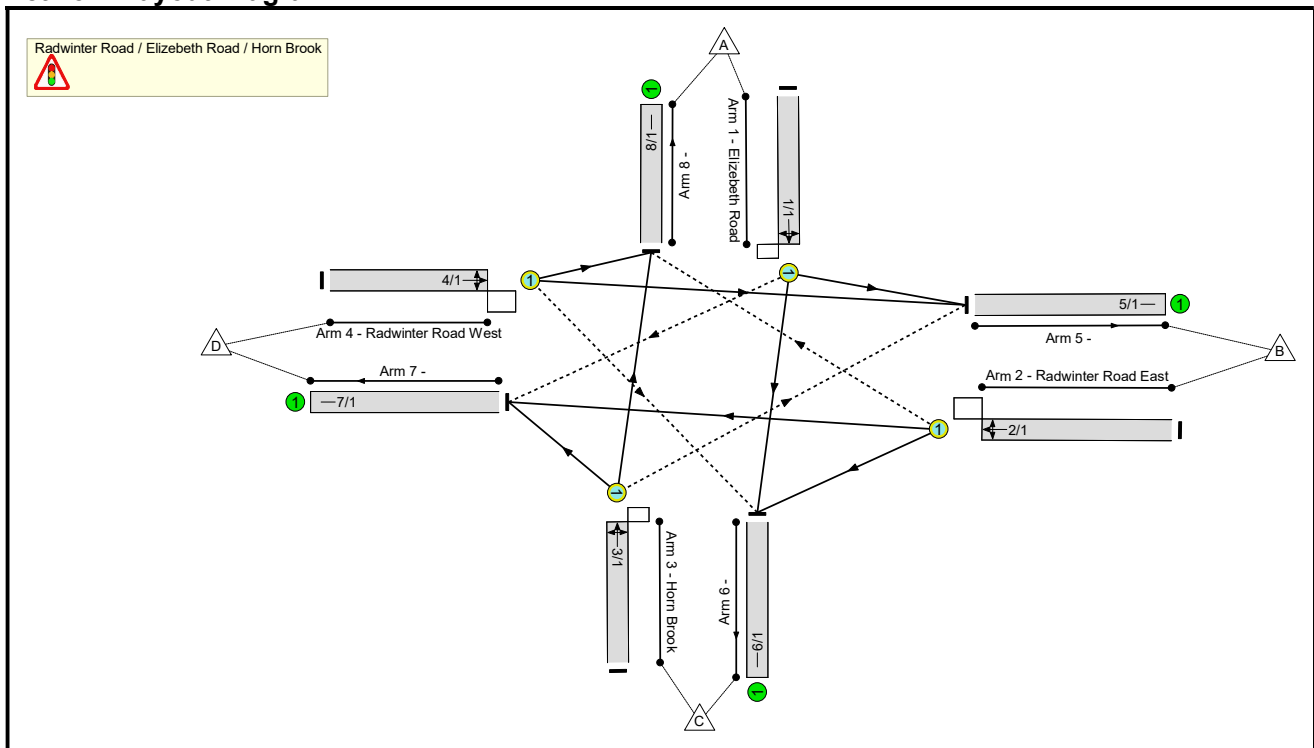 Radwinter Road / Elizebeth Road / Horn Brook
A
1
1/8
Arm 8 -
Arm 1 - Elizebeth Road
1/1
4/1
1
1
5/1
1
Arm 4 - Radwinter Road West
Arm 5 -
D
B
Arm 7 -
Arm 2 - Radwinter Road East
1
7/1
1
2/1
1
3/1
Arm 3 - Horn Brook
Arm 6 -
6/1
1
C